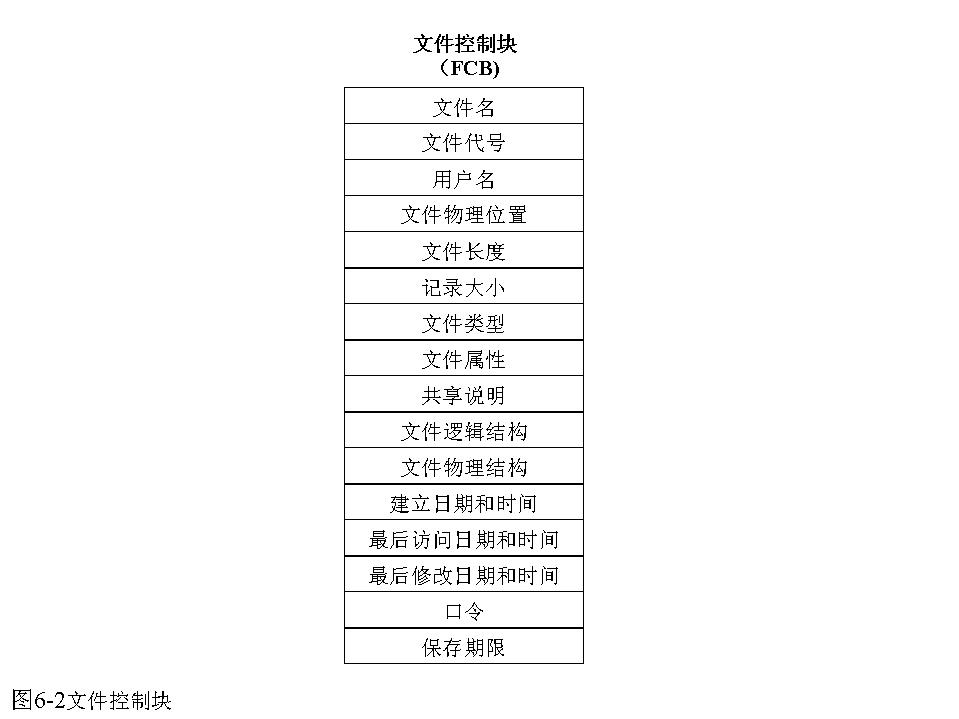 文件控制块
（FCB)
文件名
文件代号
用户名
文件物理位置
文件长度
记录大小
文件类型
文件属性
共享说明
文件逻辑结构
文件物理结构
建立日期和时间
最后访问日期和时间
最后修改日期和时间
口令
保存期限
图6-2文件控制块